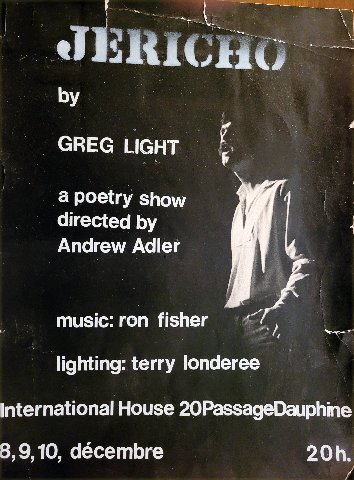 JERICHO
by
GREG LIGHT
a poetry show
directed by
Andrew Adler
music: ron fisher
lighting: terry londeree
International House 20PassageDauphine
8,9,10, décembre 20h.